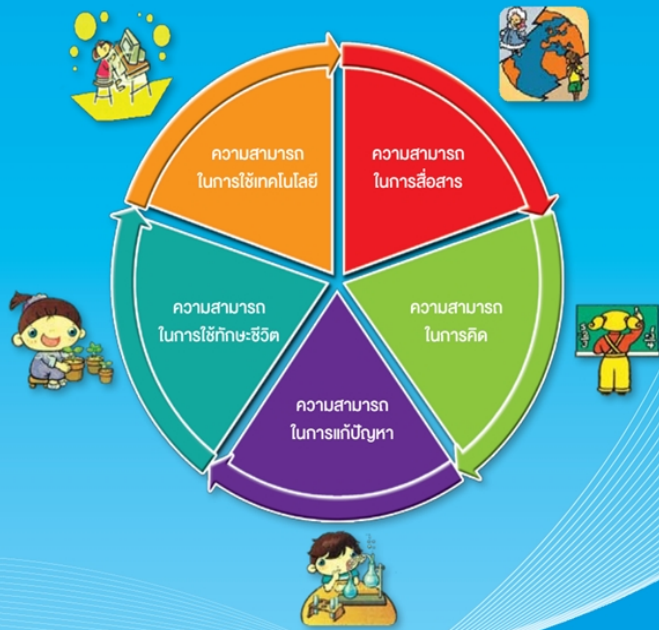 ความสามารถ
ในการใช้เทคโนโลยี
ความสามารถ
ในการสื่อสาร
ความสามารถ
ในการคิด
ความสามารถ
ในการแก้ปัญหา
ความสามารถ
ในการใช้ทักษะชีวิต